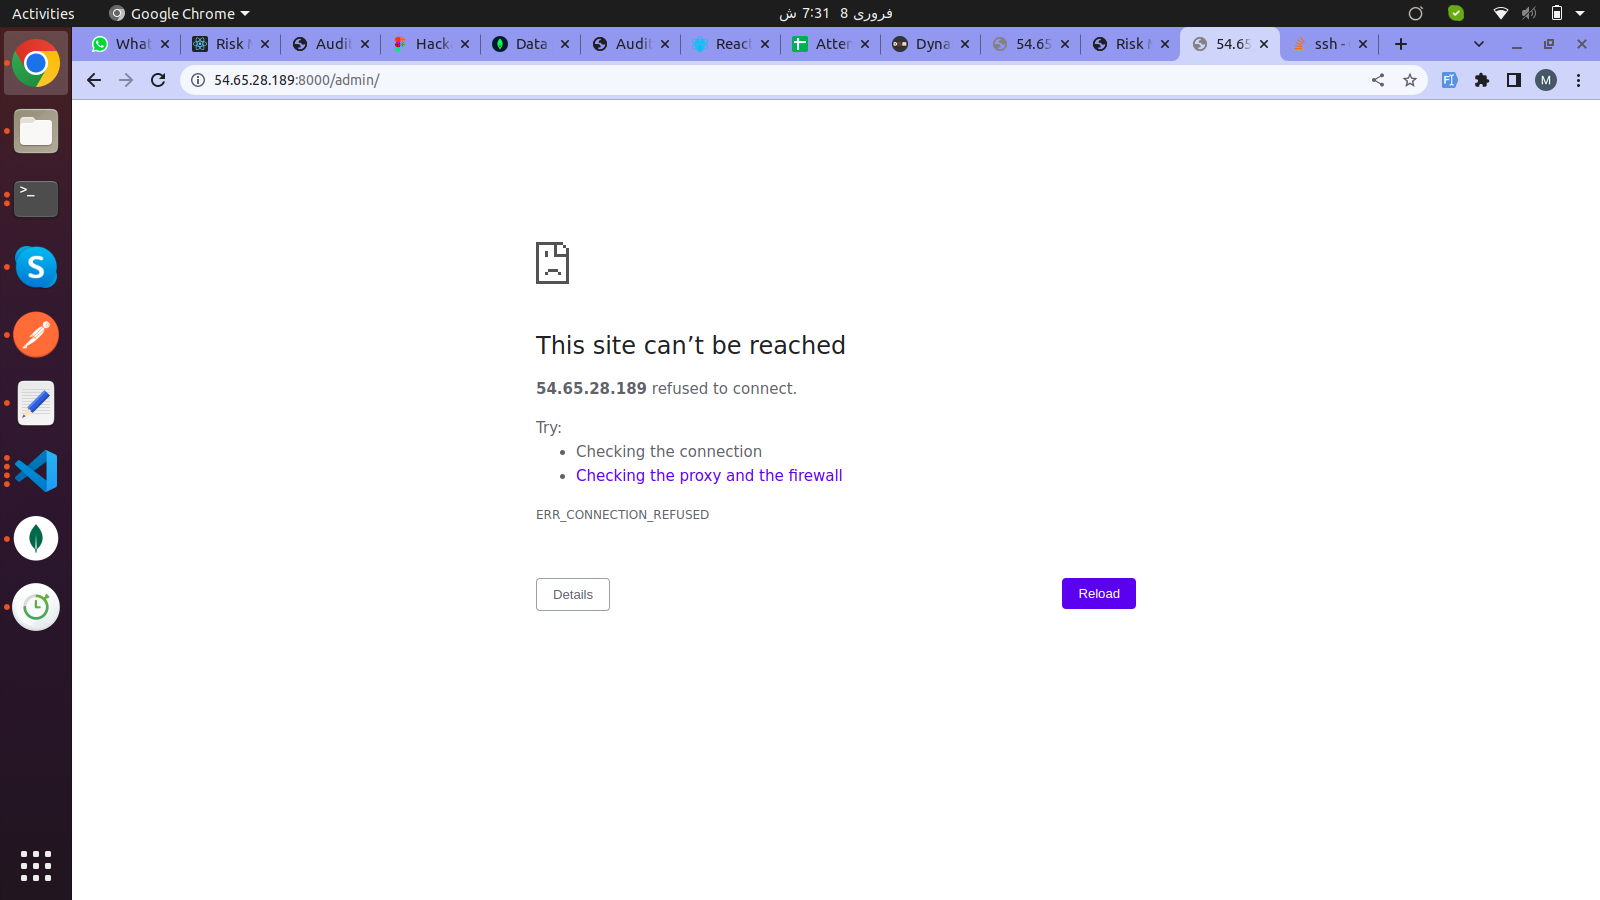 Activities
Google Chrome
فروری 8 7:31 ش
What
Risk M
Audit
Hack
Data
Audit
React
Atten
Dyna
54.65
Risk M
54.65
ssh -
54.65.28.189:8000/admin/
M
This site can’t be reached
54.65.28.189 refused to connect.
Try:
• Checking the connection
• Checking the proxy and the firewall
ERR_CONNECTION_REFUSED
Details
Reload